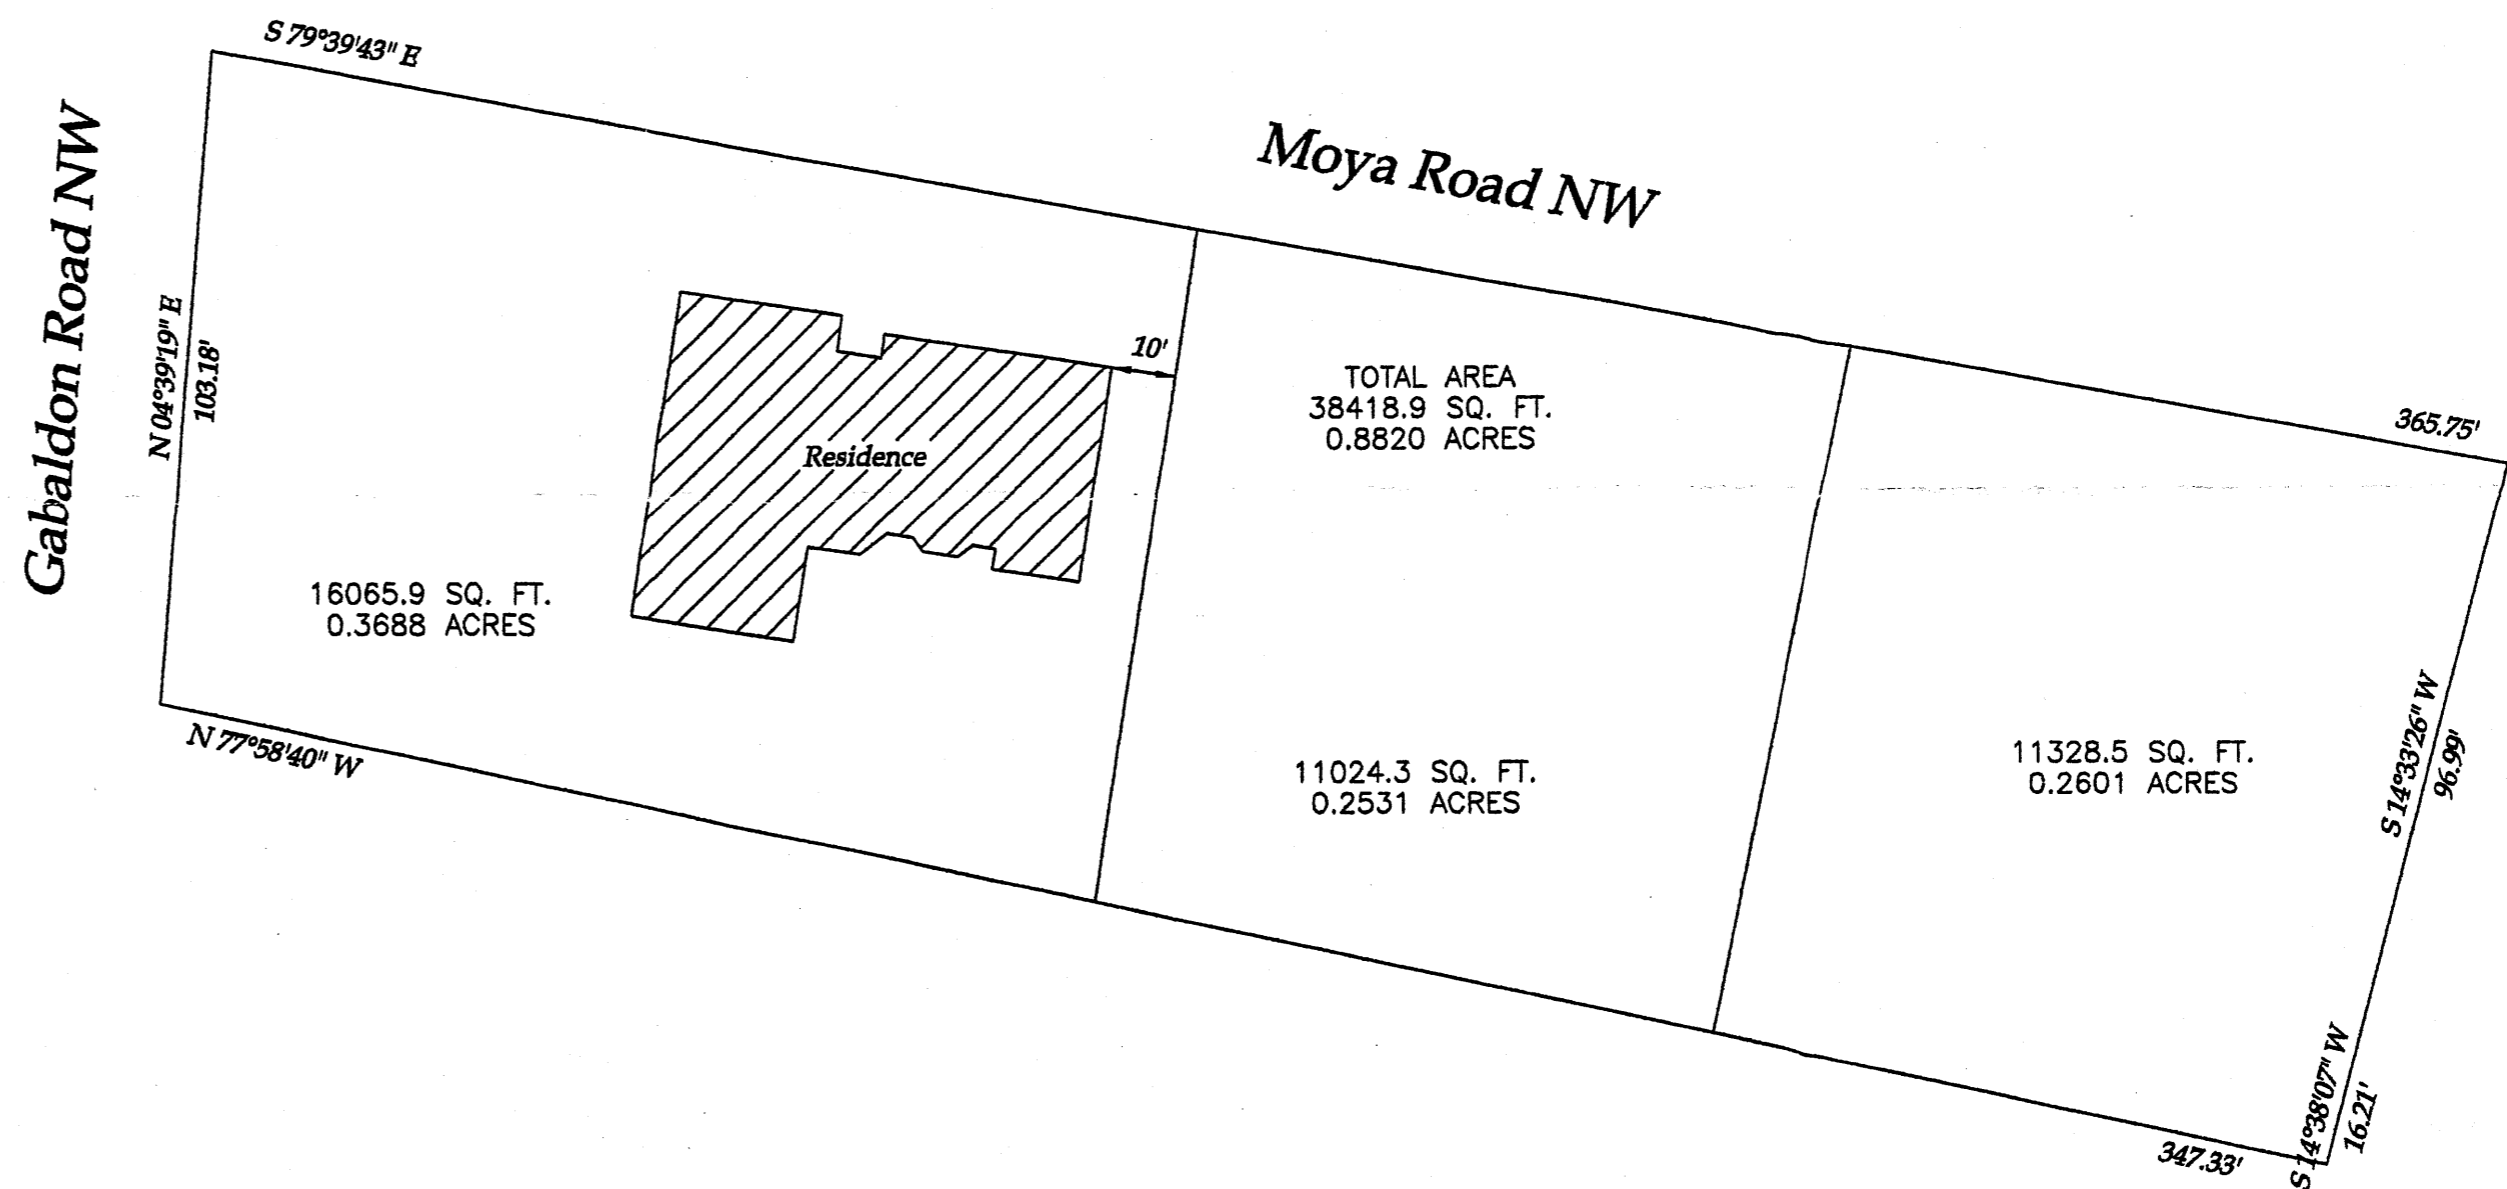 S 79°39'43" E
Moya Road NW
Gabaldon Road NW
N 04°39'19" E
103.18'
10'
TOTAL AREA
38418.9 SQ. FT.
0.8820 ACRES
365.75'
Residence
16065.9 SQ. FT.
0.3688 ACRES
N 77°58'40" W
11024.3 SQ. FT.
0.2531 ACRES
11328.5 SQ. FT.
0.2601 ACRES
S 14°33'26" W
96.99'
S 14°38'07" W
16.21'
347.33'